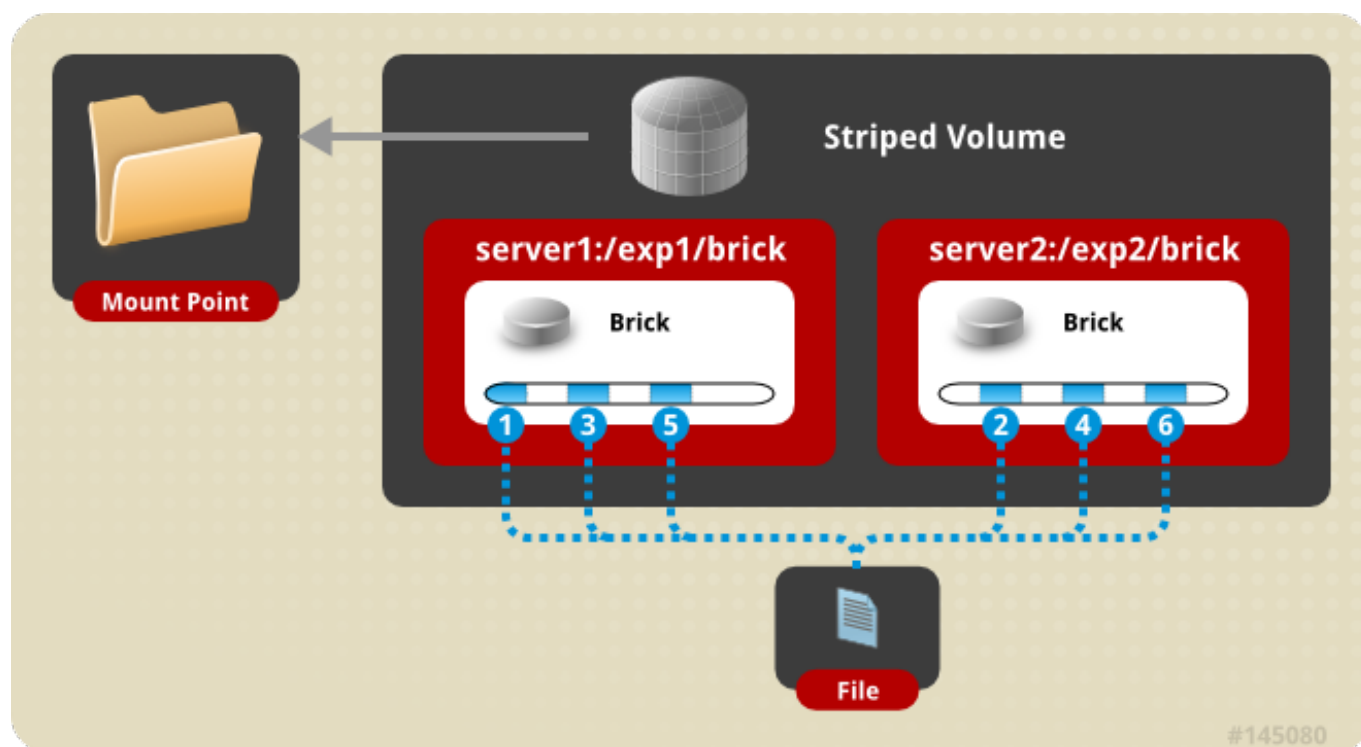 Striped Volume
Mount Point
server1:/exp1/brick
Brick
1 3 5
server2:/exp2/brick
Brick
2 4 6
File
#145080